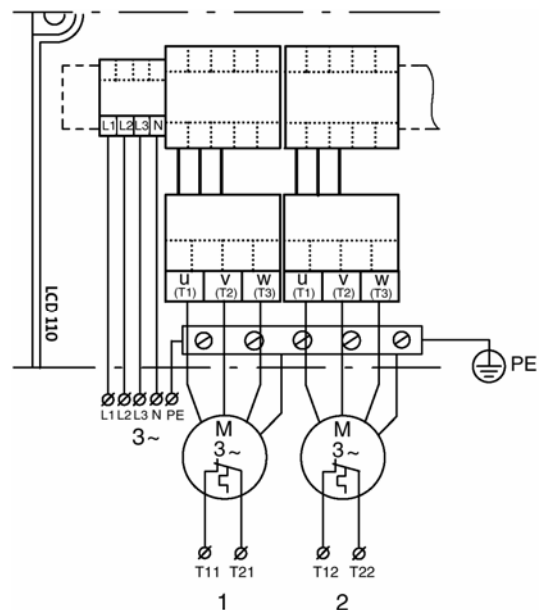 L1 L2 L3 N
LCD 110
u v w u v w
(T1) (T2) (T3) (T1) (T2) (T3)
PE
L1 L2 L3 N PE
3~
M M
3~ 3~
T11 T21 T12 T22
1 2